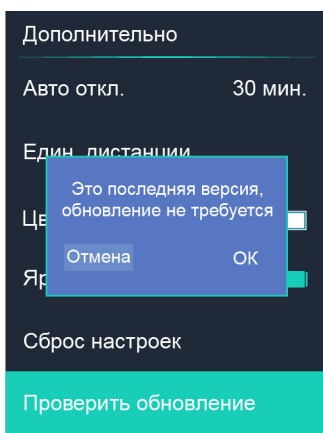 Дополнительно
Авто откл. 30 мин.
Един. дистанции
Это последняя версия,
обновление не требуется
Отмена ОК
Сброс настроек
Проверить обновление